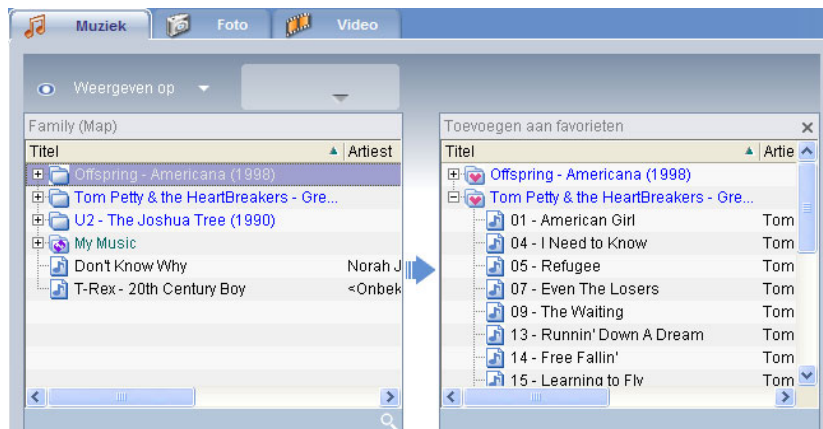 Muziek Foto Video
Weergeven op
Family (Map)
Titel Artiest
Offspring - Americana (1998)
Tom Petty & the HeartBreakers - Gre...
U2 - The Joshua Tree (1990)
My Music
Don't Know Why Norah J
T-Rex - 20th Century Boy <Onbek
Toevoegen aan favorieten
Titel Artie
Offspring - Americana (1998)
Tom Petty & the HeartBreakers - Gre...
01 - American Girl Tom
04 - I Need to Know Tom
05 - Refugee Tom
07 - Even The Losers Tom
09 - The Waiting Tom
13 - Runnin' Down A Dream Tom
14 - Free Fallin' Tom
15 - Learning to Fly Tom